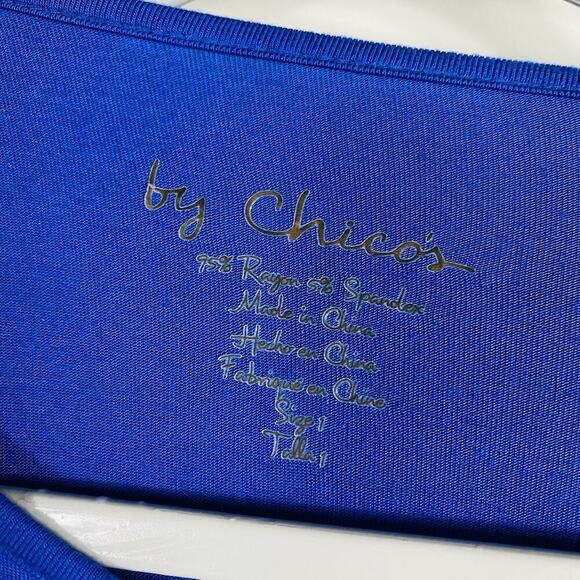 by Chico's
95% Rayon 5% Spandex
Made in China
Hecho en China
Fabriqué en Chine
Size 1
Talla 1